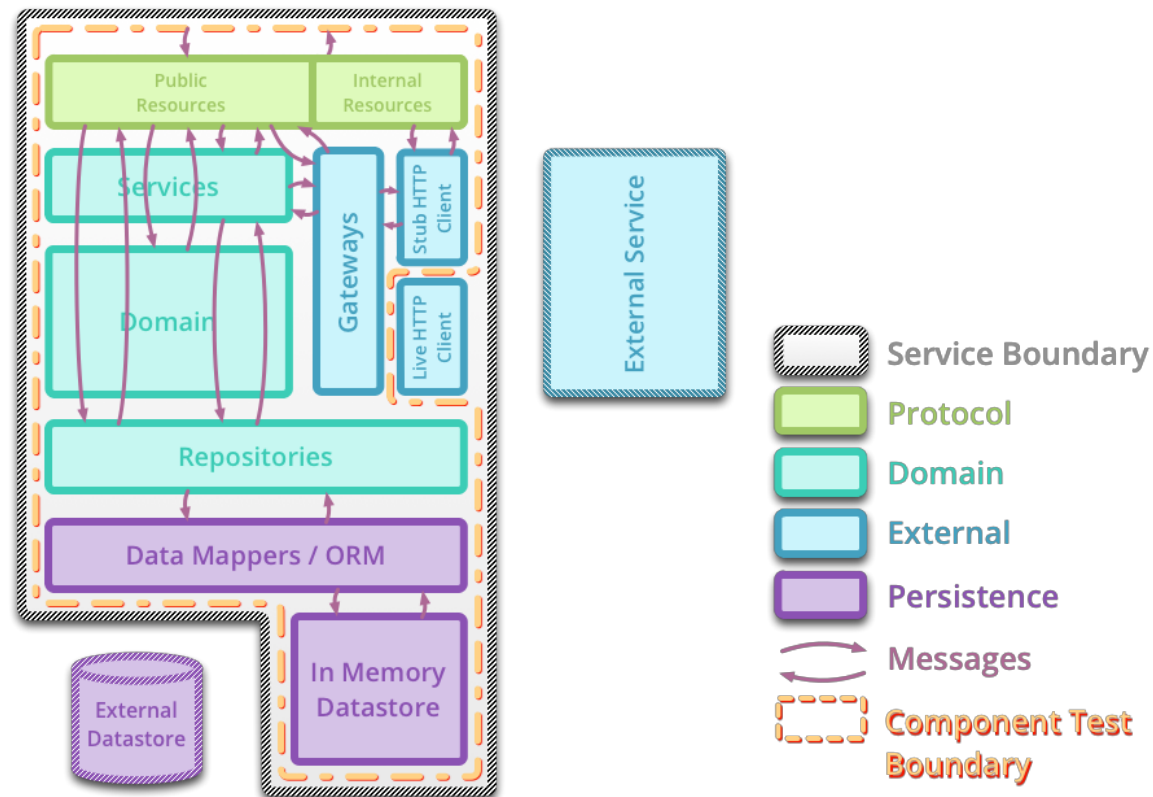 Public
Resources
Internal
Resources
Services
Stub HTTP
Client
Gateways
Domain
Live HTTP
Client
Repositories
Data Mappers / ORM
In Memory
Datastore
External
Datastore
External Service
Service Boundary
Protocol
Domain
External
Persistence
Messages
Component Test
Boundary